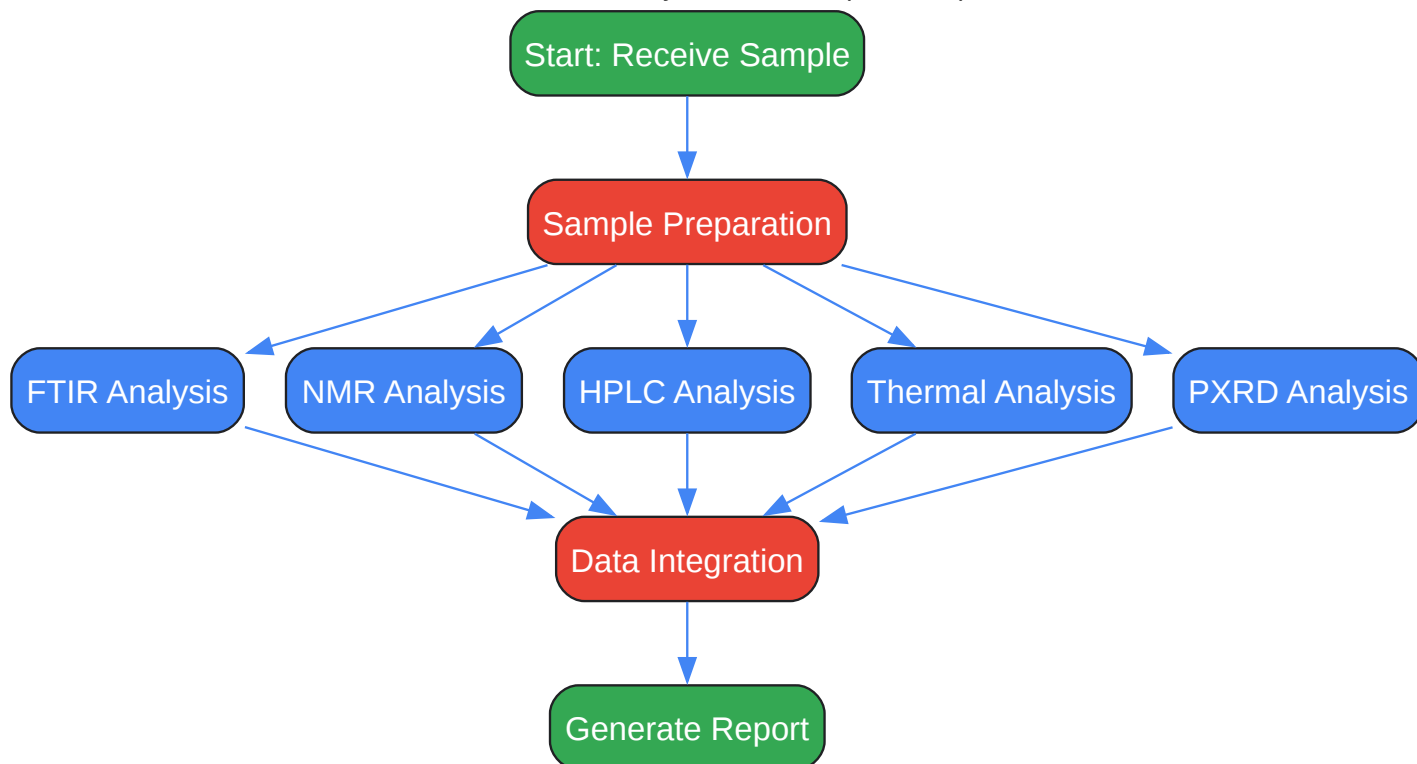 Start: Receive Sample
Sample Preparation
FTIR Analysis
NMR Analysis
HPLC Analysis
Thermal Analysis
PXRD Analysis
Data Integration
Generate Report